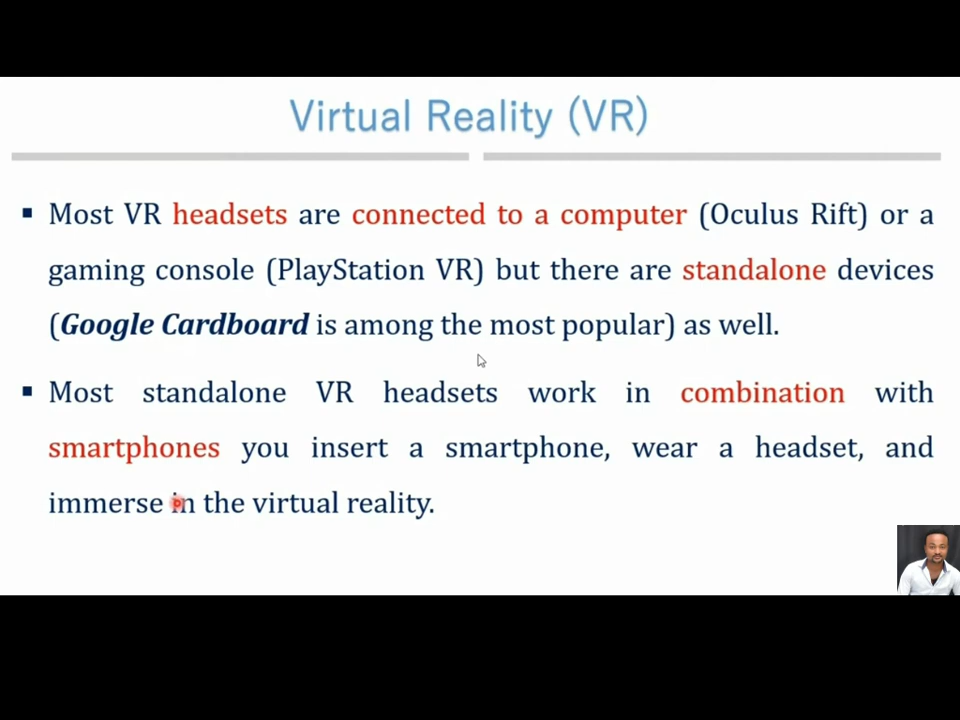 Virtual Reality (VR)
▪ Most VR headsets are connected to a computer (Oculus Rift) or a
gaming console (PlayStation VR) but there are standalone devices
(Google Cardboard is among the most popular) as well.
▪ Most standalone VR headsets work in combination with
smartphones you insert a smartphone, wear a headset, and
immerse in the virtual reality.